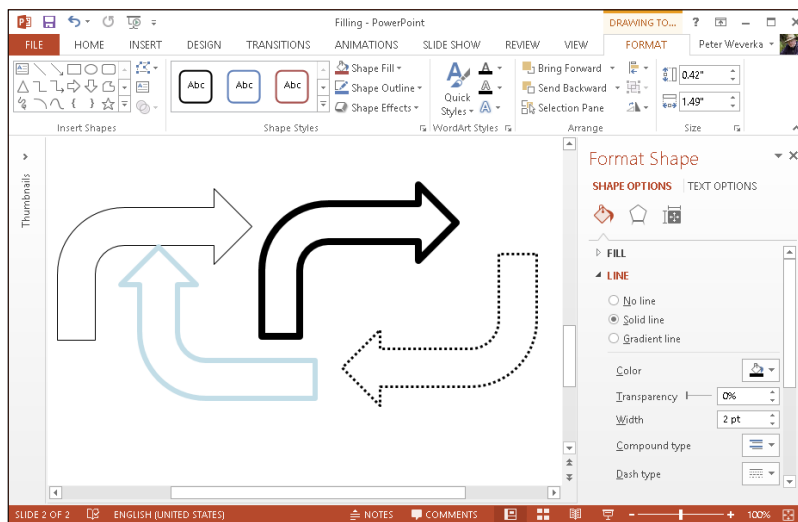 Filling - PowerPoint
DRAWING TO...
?
FILE HOME INSERT DESIGN TRANSITIONS ANIMATIONS SLIDE SHOW REVIEW VIEW FORMAT Peter Weverka
Abc Abc Abc
Shape Fill
Shape Outline
Shape Effects
Quick
Styles
A
A
A
Bring Forward
Send Backward
Selection Pane
0.42"
1.49"
Insert Shapes Shape Styles WordArt Styles Arrange Size
Thumbnails
Format Shape
SHAPE OPTIONS TEXT OPTIONS
FILL
LINE
No line
Solid line
Gradient line
Color
Transparency 0%
Width 2 pt
Compound type
Dash type
SLIDE 2 OF 2 ENGLISH (UNITED STATES) NOTES COMMENTS 100%